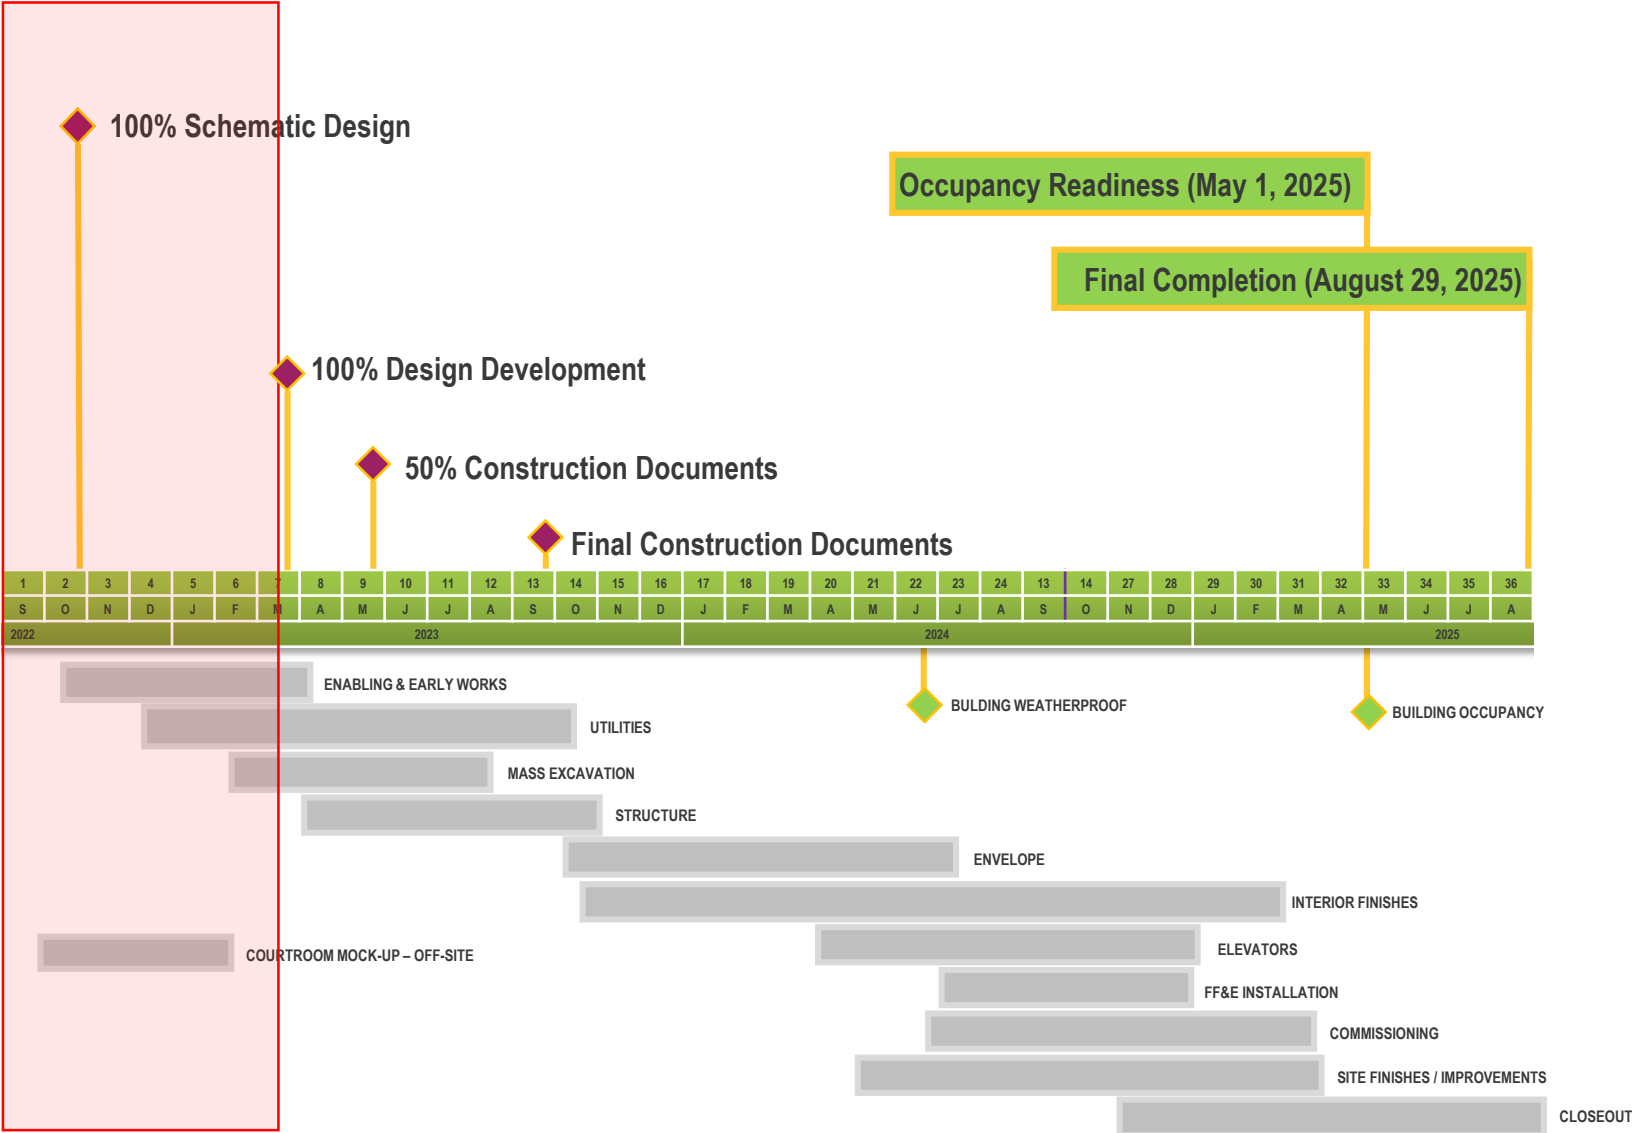 100% Schematic Design
Occupancy Readiness (May 1, 2025)
Final Completion (August 29, 2025)
100% Design Development
50% Construction Documents
Final Construction Documents
1 2 3 4 5 6 7 8 9 10 11 12 13 14 15 16 17 18 19 20 21 22 23 24 13 14 27 28 29 30 31 32 33 34 35 36
S O N D J F M A M J J A S O N D J F M A M J J A S O N D J F M A M J J A
2022 2023 2024 2025
ENABLING & EARLY WORKS
BULDING WEATHERPROOF
BUILDING OCCUPANCY
UTILITIES
MASS EXCAVATION
STRUCTURE
ENVELOPE
INTERIOR FINISHES
ELEVATORS
COURTROOM MOCK-UP – OFF-SITE
FF&E INSTALLATION
COMMISSIONING
SITE FINISHES / IMPROVEMENTS
CLOSEOUT